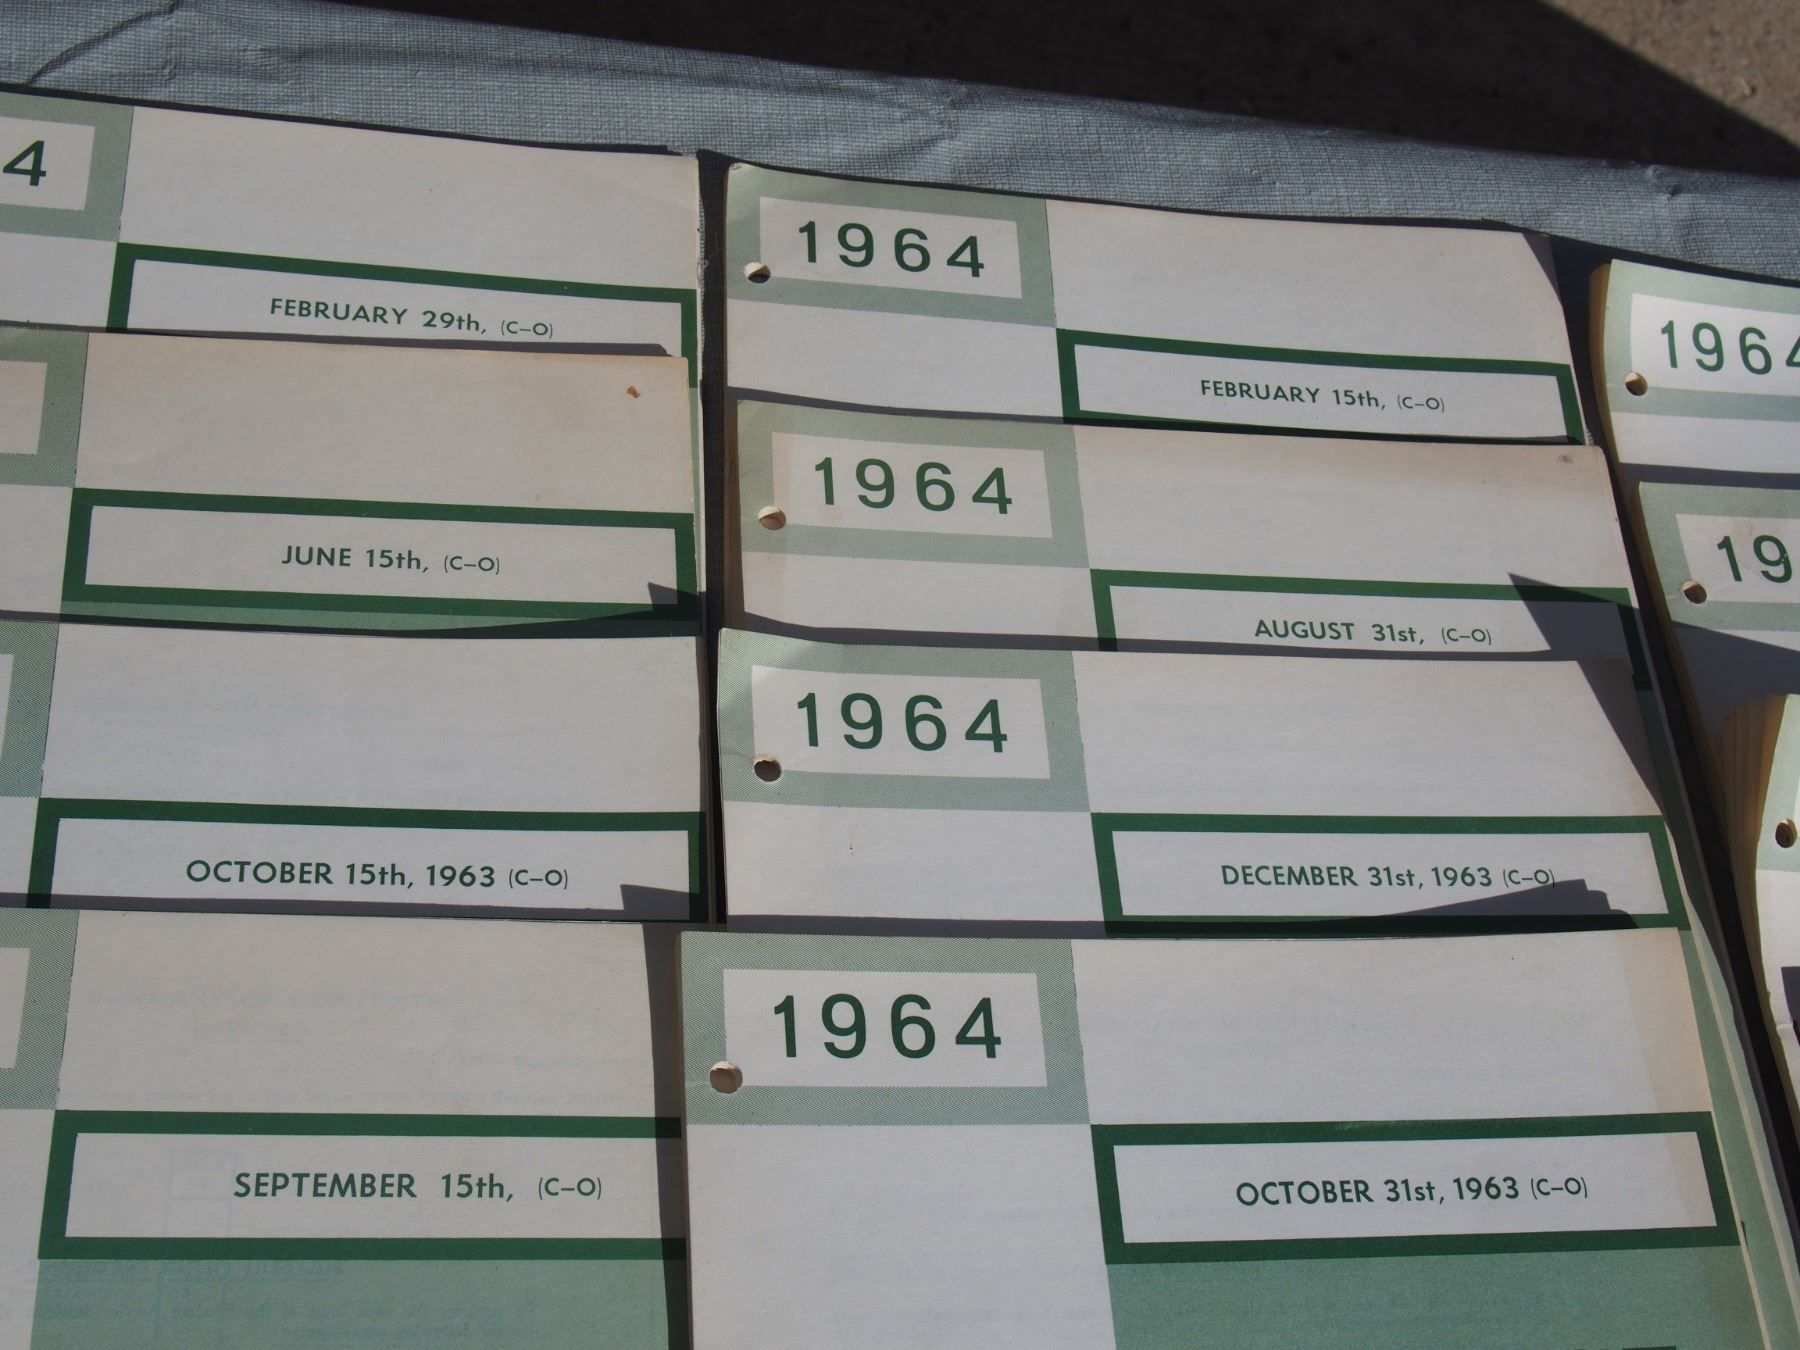 4
FEBRUARY 29th, (C–O)
JUNE 15th, (C–O)
OCTOBER 15th, 1963 (C–O)
SEPTEMBER 15th, (C–O)
1964
FEBRUARY 15th, (C–O)
1964
AUGUST 31st, (C–O)
1964
DECEMBER 31st, 1963 (C–O)
1964
OCTOBER 31st, 1963 (C–O)
1964
19